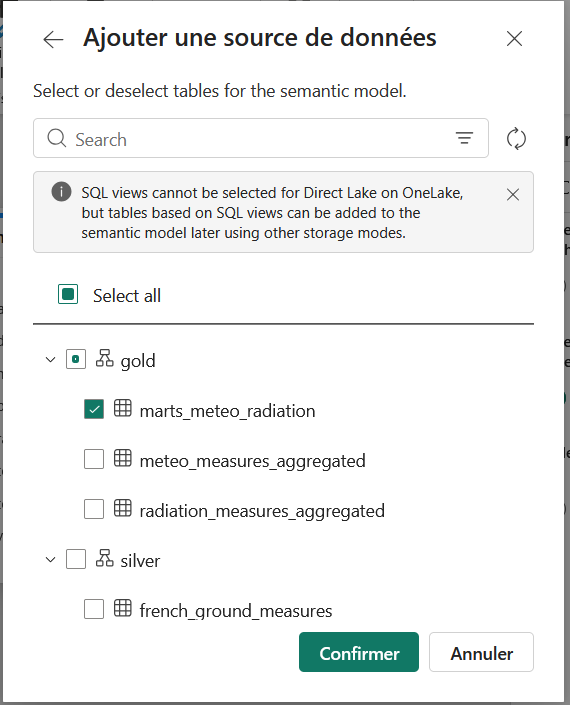 Ajouter une source de données
Select or deselect tables for the semantic model.
Search
SQL views cannot be selected for Direct Lake on OneLake,
but tables based on SQL views can be added to the
semantic model later using other storage modes.
Select all
gold
marts_meteo_radiation
meteo_measures_aggregated
radiation_measures_aggregated
silver
french_ground_measures
Confirmer
Annuler